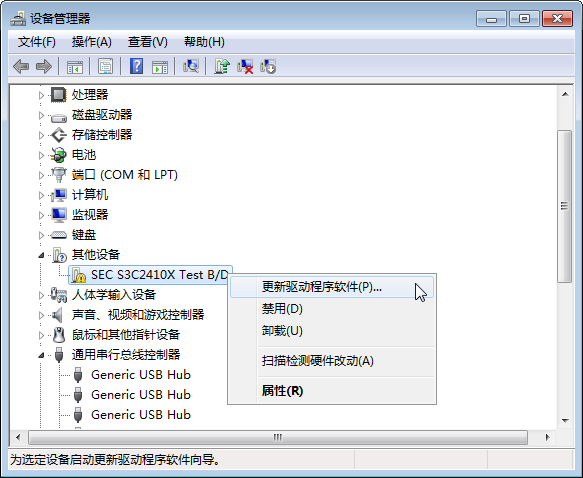 设备管理器
文件(F) 操作(A) 查看(V) 帮助(H)
处理器
磁盘驱动器
存储控制器
电池
端口 (COM 和 LPT)
计算机
监视器
键盘
其他设备
SEC S3C2410X Test B/D
更新驱动程序软件(P)...
禁用(D)
卸载(U)
扫描检测硬件改动(A)
属性(R)
人体学输入设备
声音、视频和游戏控制器
鼠标和其他指针设备
通用串行总线控制器
Generic USB Hub
Generic USB Hub
Generic USB Hub
为选定设备启动更新驱动程序软件向导。